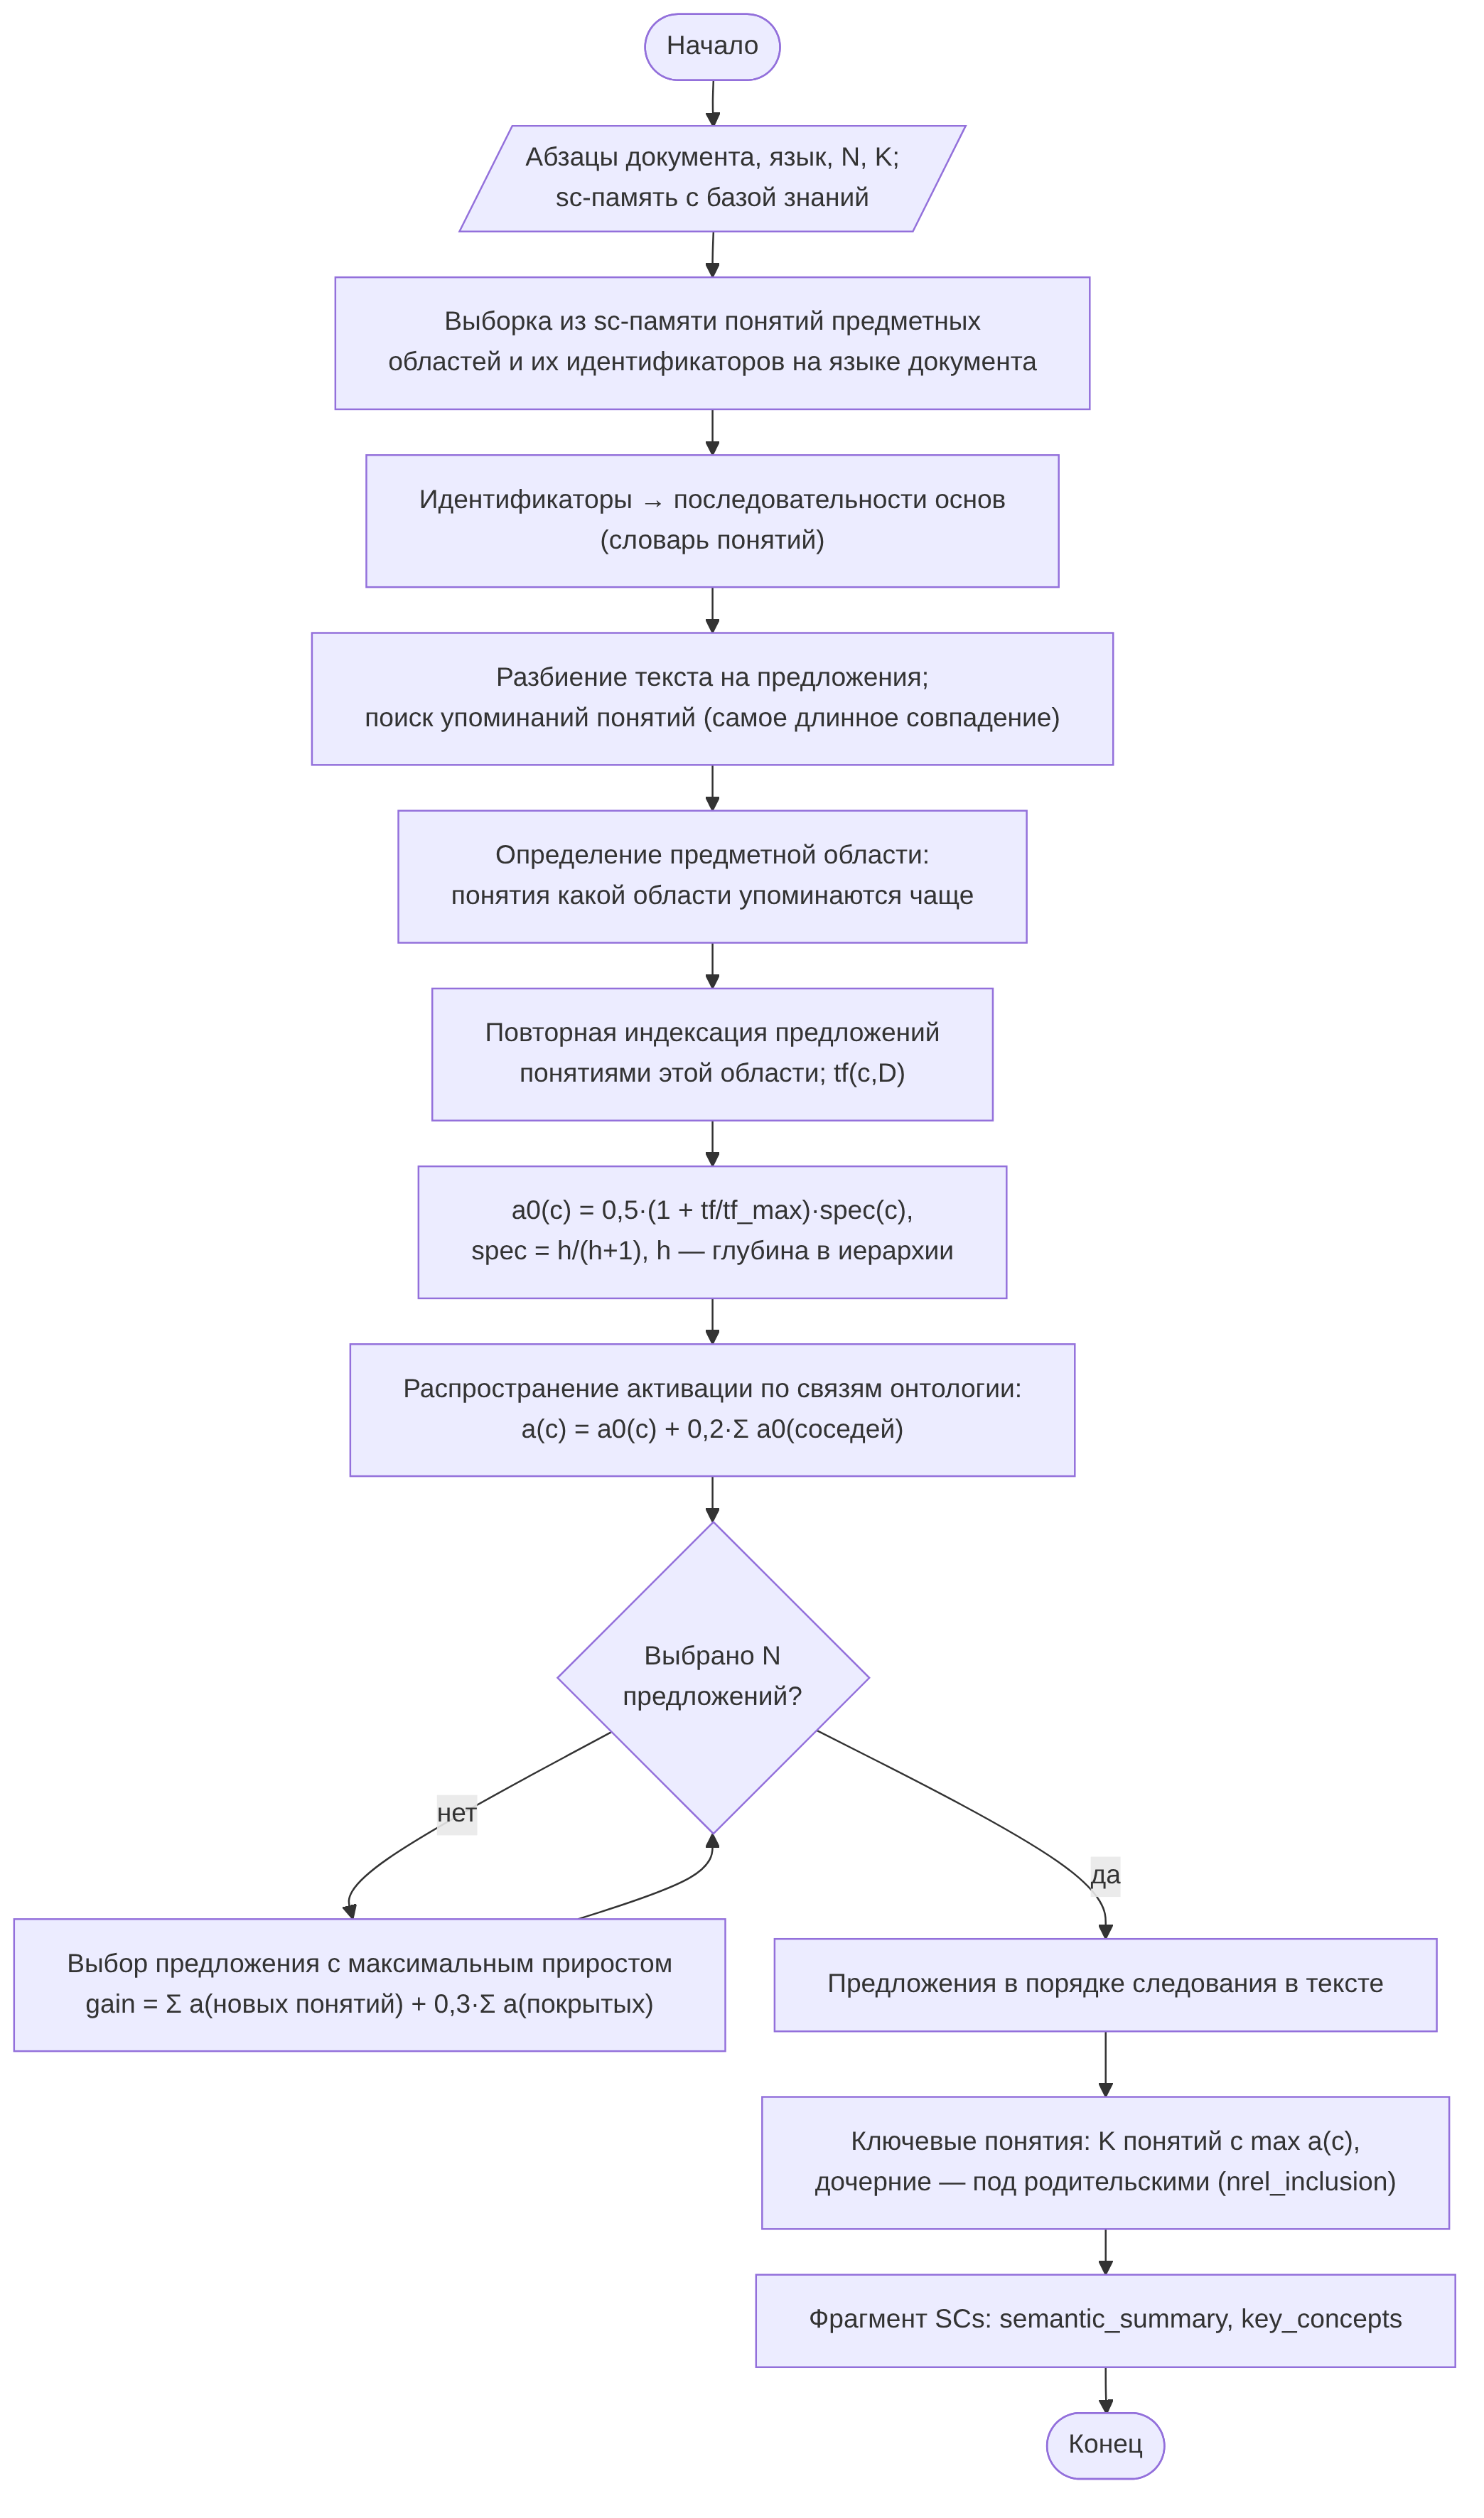 Начало
Абзацы документа, язык, N, K;
sc-память с базой знаний
Выборка из sc-памяти понятий предметных
областей и их идентификаторов на языке документа
Идентификаторы → последовательности основ
(словарь понятий)
Разбиение текста на предложения;
поиск упоминаний понятий (самое длинное совпадение)
Определение предметной области:
понятия какой области упоминаются чаще
Повторная индексация предложений
понятиями этой области; tf(c,D)
a0(c) = 0,5·(1 + tf/tf_max)·spec(c),
spec = h/(h+1), h — глубина в иерархии
Распространение активации по связям онтологии:
a(c) = a0(c) + 0,2·Σ a0(соседей)
Выбрано N
предложений?
нет
да
Выбор предложения с максимальным приростом
gain = Σ a(новых понятий) + 0,3·Σ a(покрытых)
Предложения в порядке следования в тексте
Ключевые понятия: K понятий с max a(c),
дочерние — под родительскими (nrel_inclusion)
Фрагмент SCs: semantic_summary, key_concepts
Конец